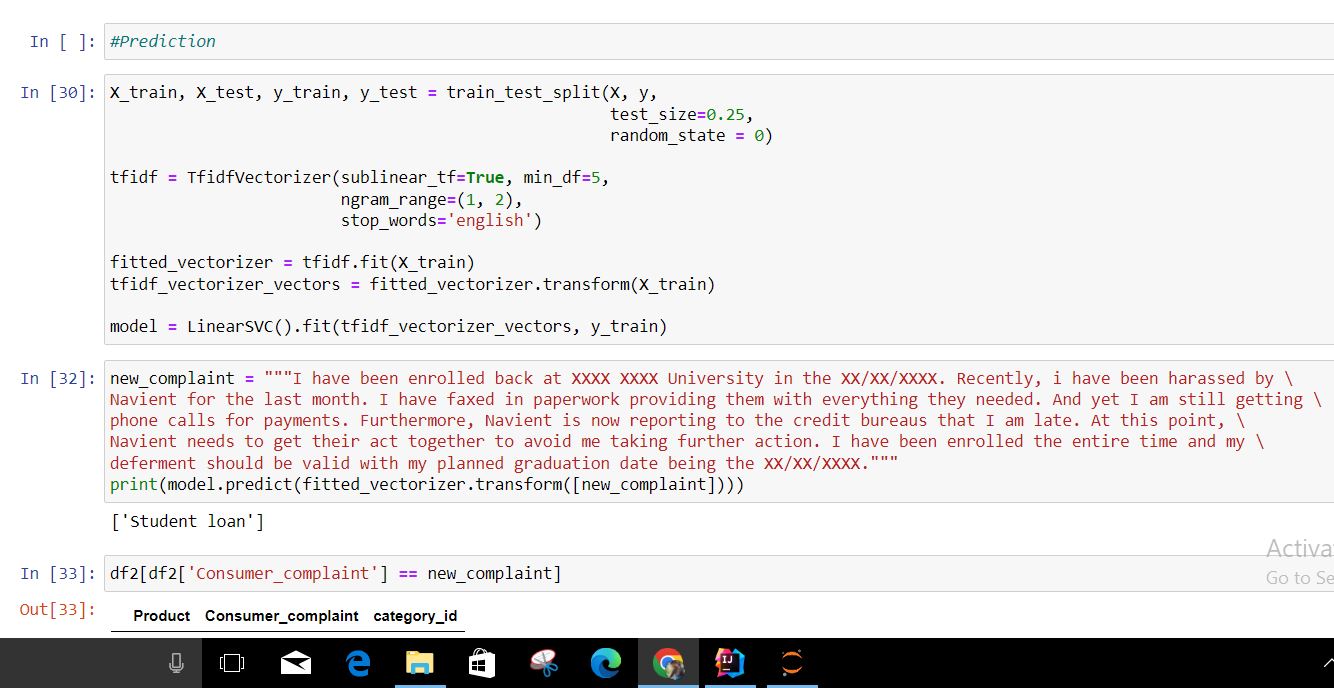 In [ ]: #Prediction
In [30]: X_train, X_test, y_train, y_test = train_test_split(X, y,
test_size=0.25,
random_state = 0)
tfidf = TfidfVectorizer(sublinear_tf=True, min_df=5,
ngram_range=(1, 2),
stop_words='english')
fitted_vectorizer = tfidf.fit(X_train)
tfidf_vectorizer_vectors = fitted_vectorizer.transform(X_train)
model = LinearSVC().fit(tfidf_vectorizer_vectors, y_train)
In [32]: new_complaint = """I have been enrolled back at XXXX XXXX University in the XX/XX/XXXX. Recently, i have been harassed by \
Navient for the last month. I have faxed in paperwork providing them with everything they needed. And yet I am still getting \
phone calls for payments. Furthermore, Navient is now reporting to the credit bureaus that I am late. At this point, \
Navient needs to get their act together to avoid me taking further action. I have been enrolled the entire time and my \
deferment should be valid with my planned graduation date being the XX/XX/XXXX."""
print(model.predict(fitted_vectorizer.transform([new_complaint])))
['Student loan']
Activa
Go to Se
In [33]: df2[df2['Consumer_complaint'] == new_complaint]
Out[33]:
Product Consumer_complaint category_id
IJ